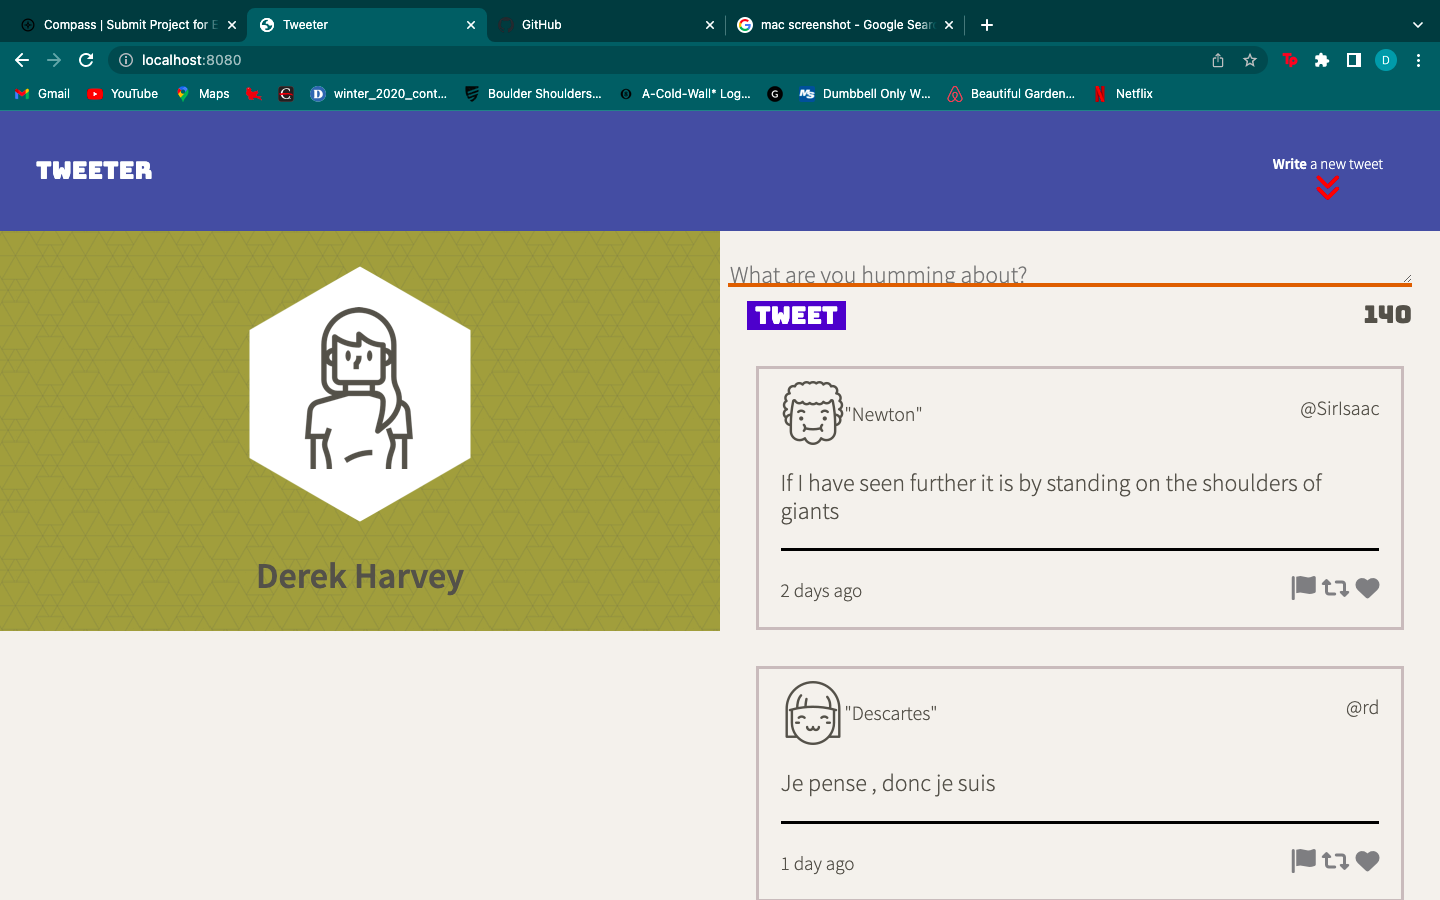 Compass | Submit Project for E
Tweeter
GitHub
mac screenshot - Google Sear
localhost:8080
D
Gmail
YouTube
Maps
winter_2020_cont...
Boulder Shoulders...
A-Cold-Wall* Log...
Dumbbell Only W...
Beautiful Garden...
Netflix
TWEETER
Write a new tweet
Derek Harvey
What are you humming about?
TWEET
140
"Newton"
@SirIsaac
If I have seen further it is by standing on the shoulders of
giants
2 days ago
"Descartes"
@rd
Je pense , donc je suis
1 day ago